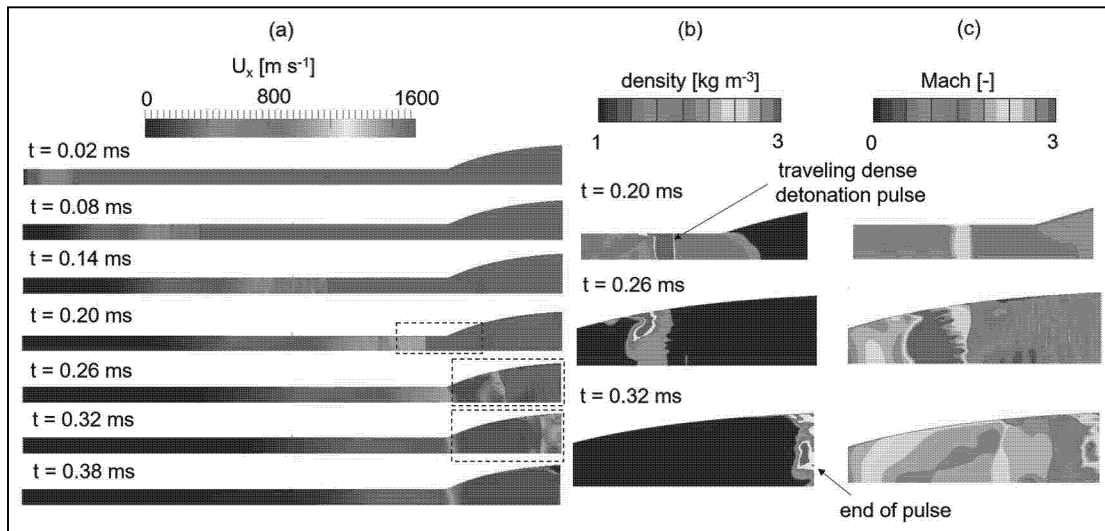 (a)
U_x [m s⁻¹]
0 800 1600
t = 0.02 ms
t = 0.08 ms
t = 0.14 ms
t = 0.20 ms
t = 0.26 ms
t = 0.32 ms
t = 0.38 ms
(b)
density [kg m⁻³]
1 3
t = 0.20 ms
traveling dense
detonation pulse
t = 0.26 ms
t = 0.32 ms
end of pulse
(c)
Mach [-]
0 3